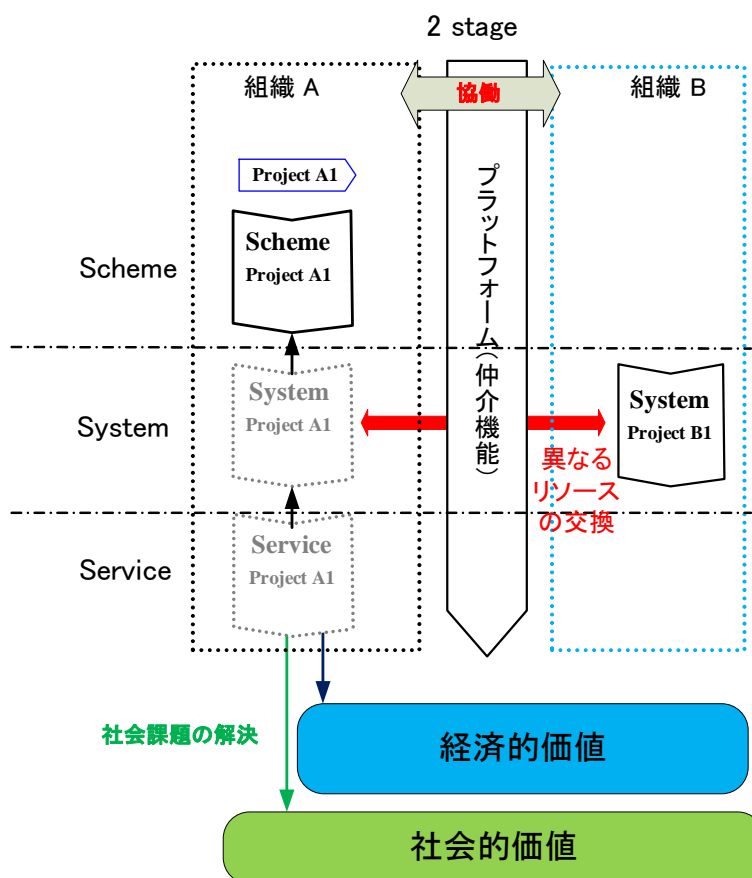 2 stage
組織 A
協働
組織 B
Project A1
Scheme
Scheme
Project A1
プラットフォーム(仲介機能)
System
System
Project A1
System
Project B1
異なる
リソース
の交換
Service
Service
Project A1
社会課題の解決
経済的価値
社会的価値